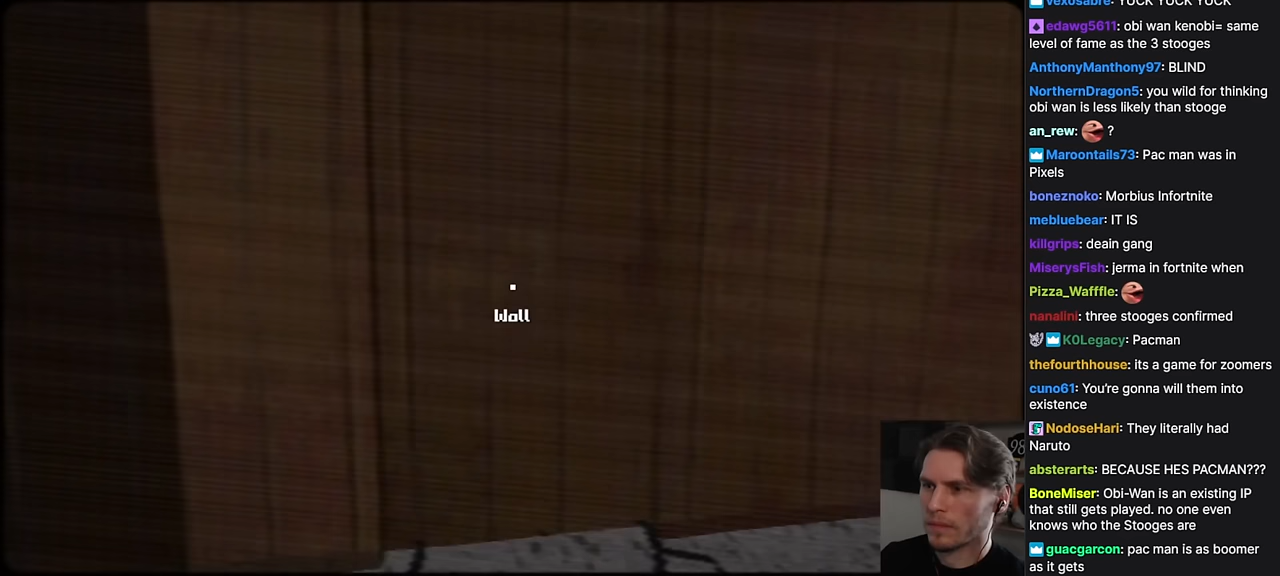 Wall
vexosabre: YUCK YUCK YUCK
edawg5611: obi wan kenobi= same
level of fame as the 3 stooges
AnthonyManthony97: BLIND
NorthernDragon5: you wild for thinking
obi wan is less likely than stooge
an_rew: ?
Maroontails73: Pac man was in
Pixels
boneznoko: Morbius Infortnite
mebluebear: IT IS
killgrips: deain gang
MiserysFish: jerma in fortnite when
Pizza_Wafffle:
nanalini: three stooges confirmed
K0Legacy: Pacman
thefourthhouse: its a game for zoomers
cuno61: You're gonna will them into
existence
NodoseHari: They literally had
Naruto
absterarts: BECAUSE HES PACMAN???
BoneMiser: Obi-Wan is an existing IP
that still gets played. no one even
knows who the Stooges are
guacgarcon: pac man is as boomer
as it gets
98